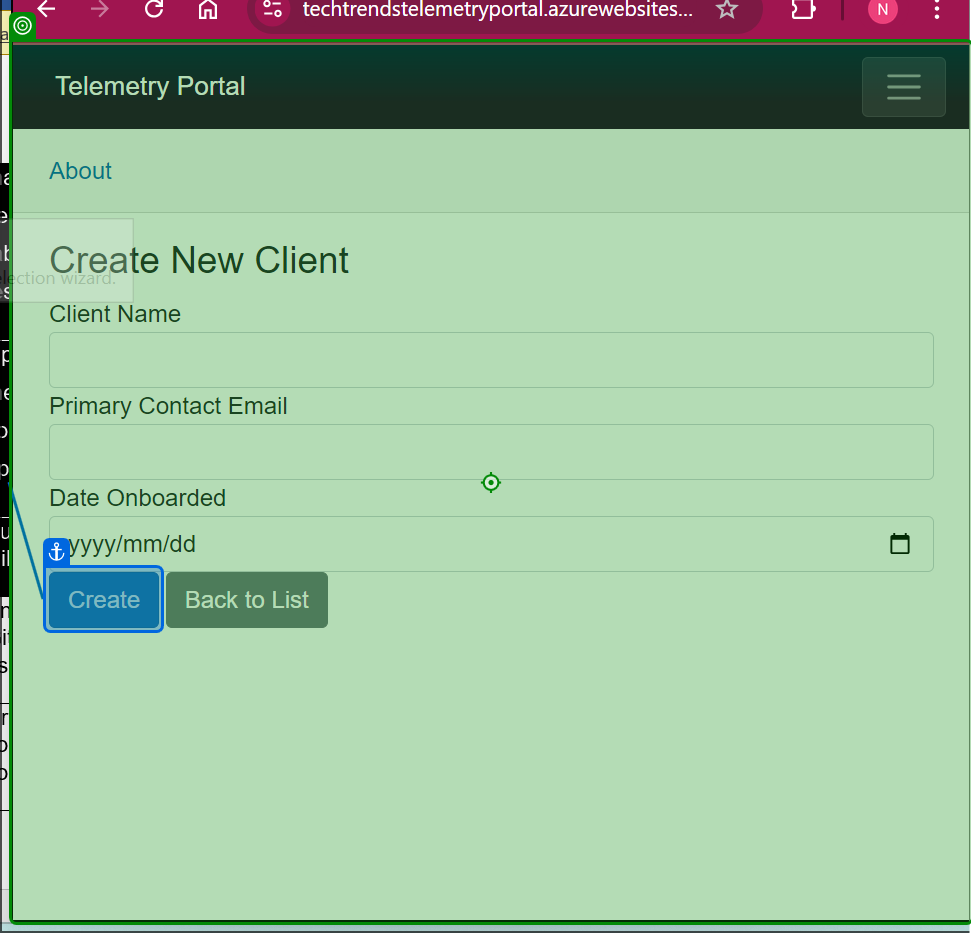 techtrendstelemetryportal.azurewebsites...
N
Telemetry Portal
About
Create New Client
election wizard.
Client Name
Primary Contact Email
Date Onboarded
yyyy/mm/dd
Create
Back to List